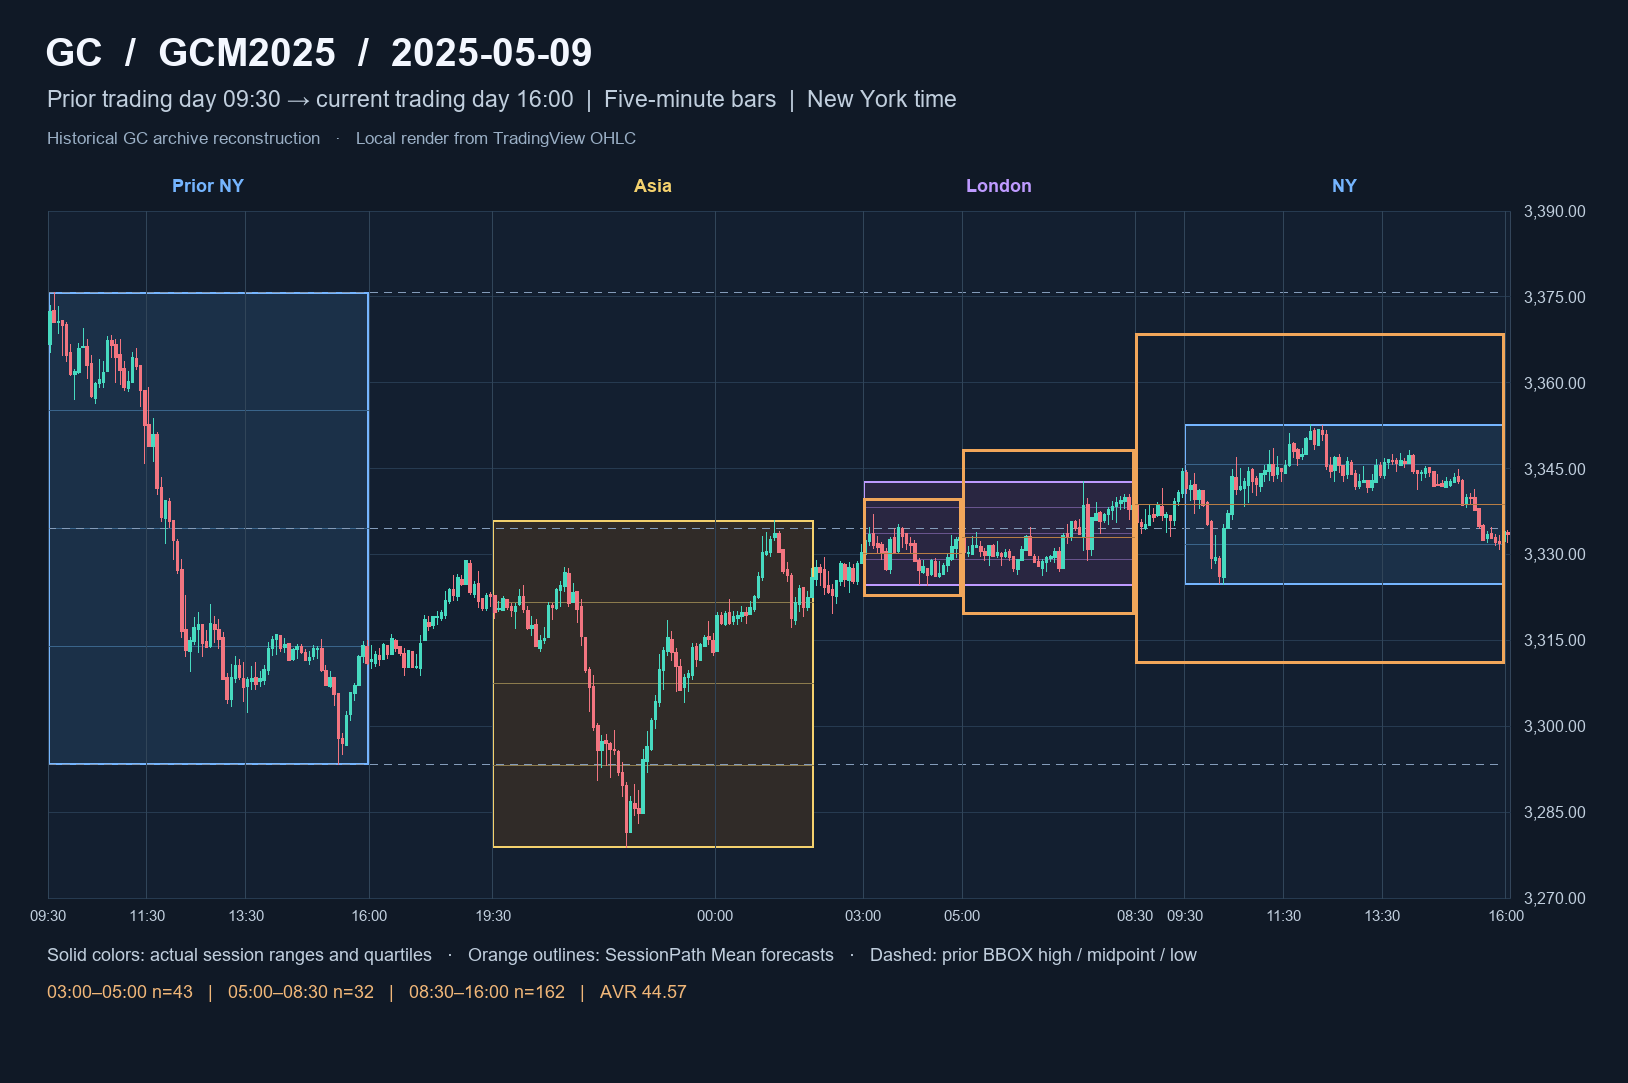 GC / GCM2025 / 2025-05-09
Prior trading day 09:30 → current trading day 16:00 | Five-minute bars | New York time
Historical GC archive reconstruction · Local render from TradingView OHLC
Prior NY Asia London NY
3,390.00
3,375.00
3,360.00
3,345.00
3,330.00
3,315.00
3,300.00
3,285.00
3,270.00
09:30 11:30 13:30 16:00 19:30 00:00 03:00 05:00 08:30 09:30 11:30 13:30 16:00
Solid colors: actual session ranges and quartiles · Orange outlines: SessionPath Mean forecasts · Dashed: prior BBOX high / midpoint / low
03:00–05:00 n=43 | 05:00–08:30 n=32 | 08:30–16:00 n=162 | AVR 44.57